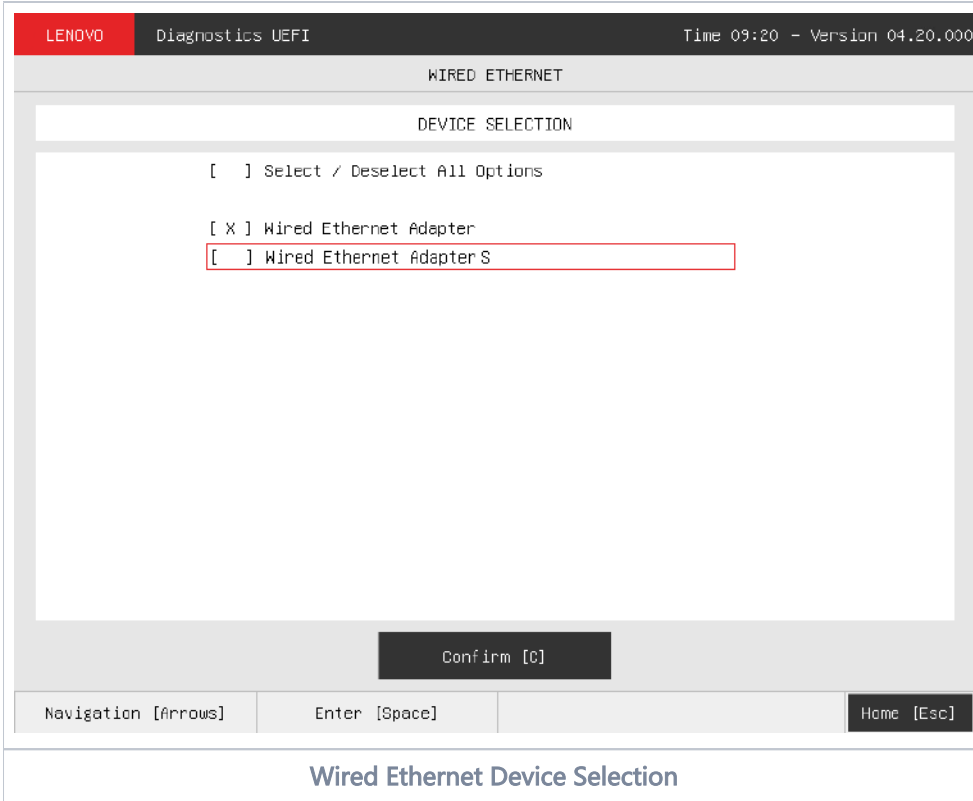 LENOVO Diagnostics UEFI Time 09:20 - Version 04.20.000
WIRED ETHERNET
DEVICE SELECTION
[ ] Select / Deselect All Options
[ X ] Wired Ethernet Adapter
[ ] Wired Ethernet Adapter S
Confirm [C]
Navigation [Arrows] Enter [Space] Home [Esc]
Wired Ethernet Device Selection